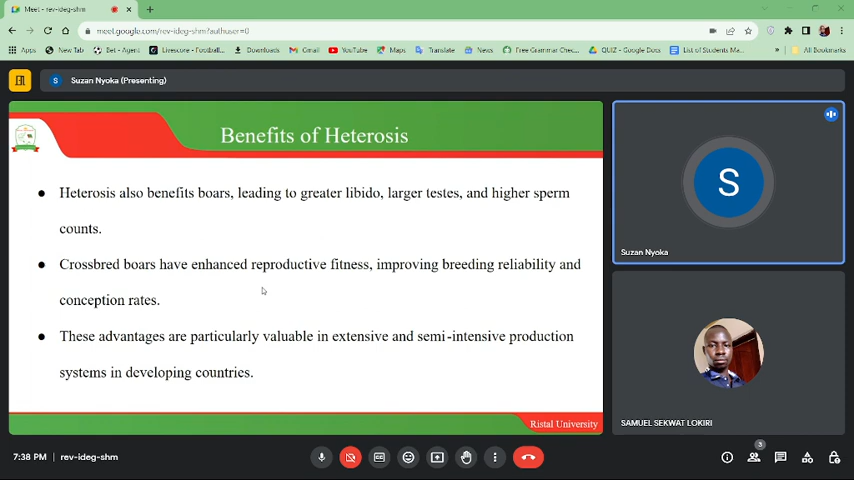 Meet - rev-ideg-shm
meet.google.com/rev-ideg-shm?authuser=0
Apps New Tab Bet - Agent Livescore - Football... Downloads Gmail YouTube Maps Translate News Free Grammar Chec... QUIZ - Google Docs List of Students Ma... » All Bookmarks
S Suzan Nyoka (Presenting)
Benefits of Heterosis
● Heterosis also benefits boars, leading to greater libido, larger testes, and higher sperm
counts.
● Crossbred boars have enhanced reproductive fitness, improving breeding reliability and
conception rates.
● These advantages are particularly valuable in extensive and semi-intensive production
systems in developing countries.
Ristal University
S
Suzan Nyoka
SAMUEL SEKWAT LOKIRI
7:38 PM | rev-ideg-shm
3